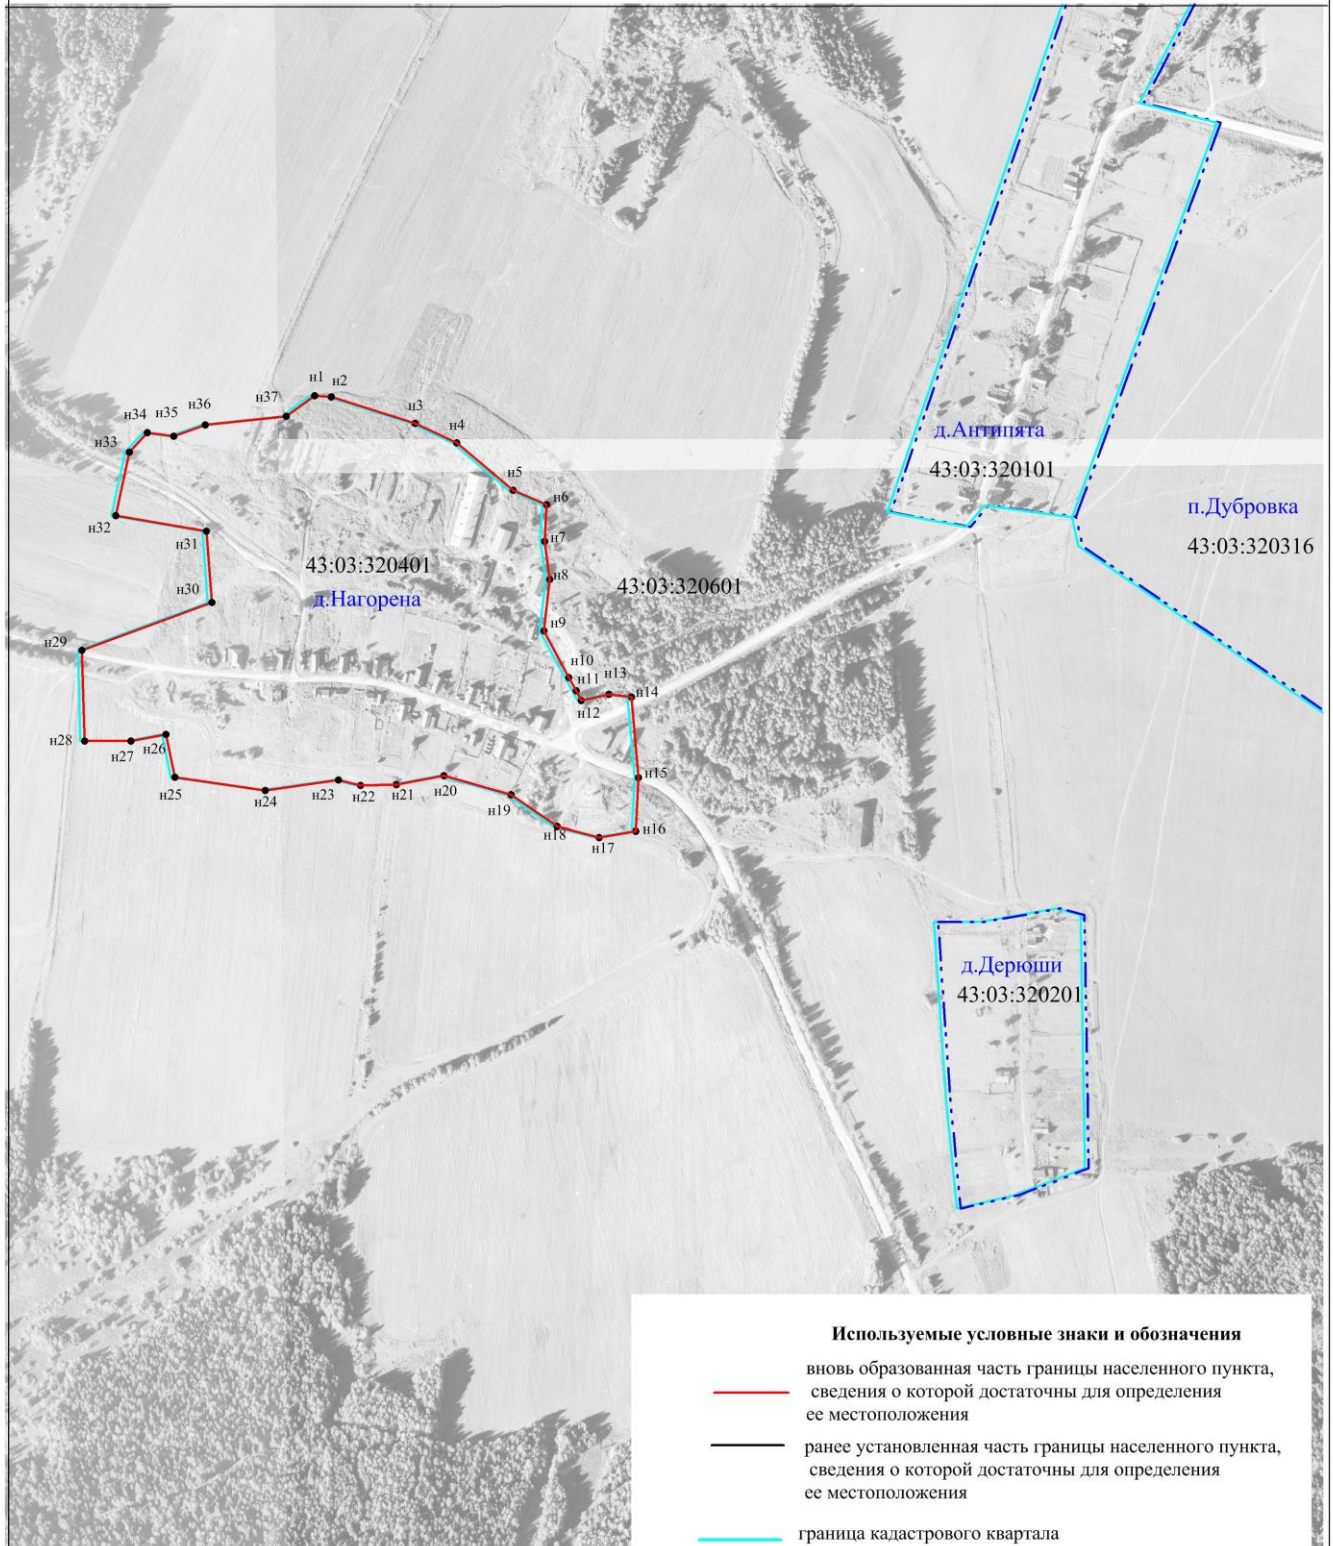 н1
н2
н3
н4
н5
н6
н7
н8
н9
н10
н11
н12
н13
н14
н15
н16
н17
н18
н19
н20
н21
н22
н23
н24
н25
н26
н27
н28
н29
н30
н31
н32
н33
н34
н35
н36
н37
д.Антипята
43:03:320101
п.Дубровка
43:03:320316
43:03:320401
д.Нагорена
43:03:320601
д.Дерюши
43:03:320201
Используемые условные знаки и обозначения
вновь образованная часть границы населенного пункта,
сведения о которой достаточны для определения
ее местоположения
ранее установленная часть границы населенного пункта,
сведения о которой достаточны для определения
ее местоположения
граница кадастрового квартала